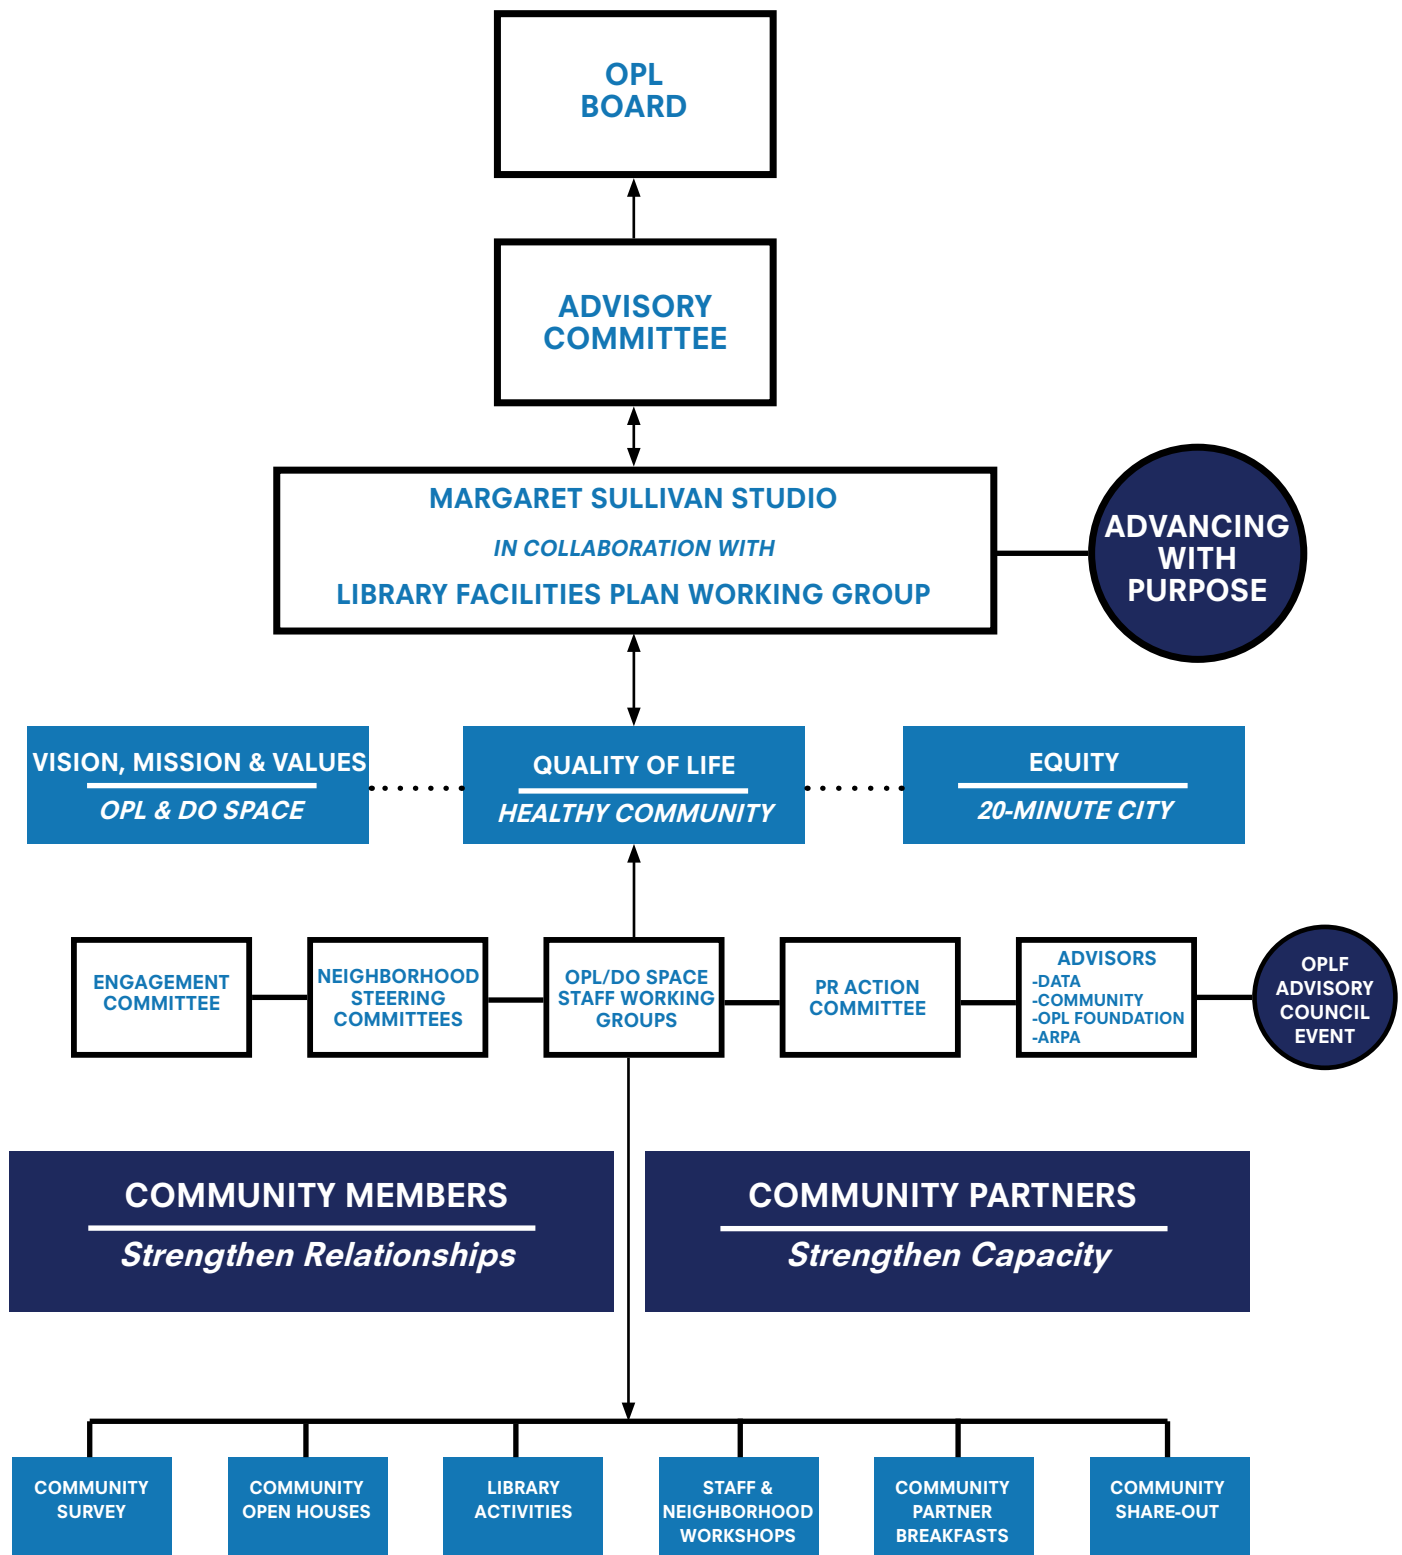 OPL
BOARD
ADVISORY
COMMITTEE
MARGARET SULLIVAN STUDIO
IN COLLABORATION WITH
LIBRARY FACILITIES PLAN WORKING GROUP
ADVANCING
WITH
PURPOSE
VISION, MISSION & VALUES
OPL & DO SPACE
QUALITY OF LIFE
HEALTHY COMMUNITY
EQUITY
20-MINUTE CITY
ENGAGEMENT
COMMITTEE
NEIGHBORHOOD
STEERING
COMMITTEES
OPL/DO SPACE
STAFF WORKING
GROUPS
PR ACTION
COMMITTEE
ADVISORS
-DATA
-COMMUNITY
-OPL FOUNDATION
-ARPA
OPLF
ADVISORY
COUNCIL
EVENT
COMMUNITY MEMBERS
Strengthen Relationships
COMMUNITY PARTNERS
Strengthen Capacity
COMMUNITY
SURVEY
COMMUNITY
OPEN HOUSES
LIBRARY
ACTIVITIES
STAFF &
NEIGHBORHOOD
WORKSHOPS
COMMUNITY
PARTNER
BREAKFASTS
COMMUNITY
SHARE-OUT